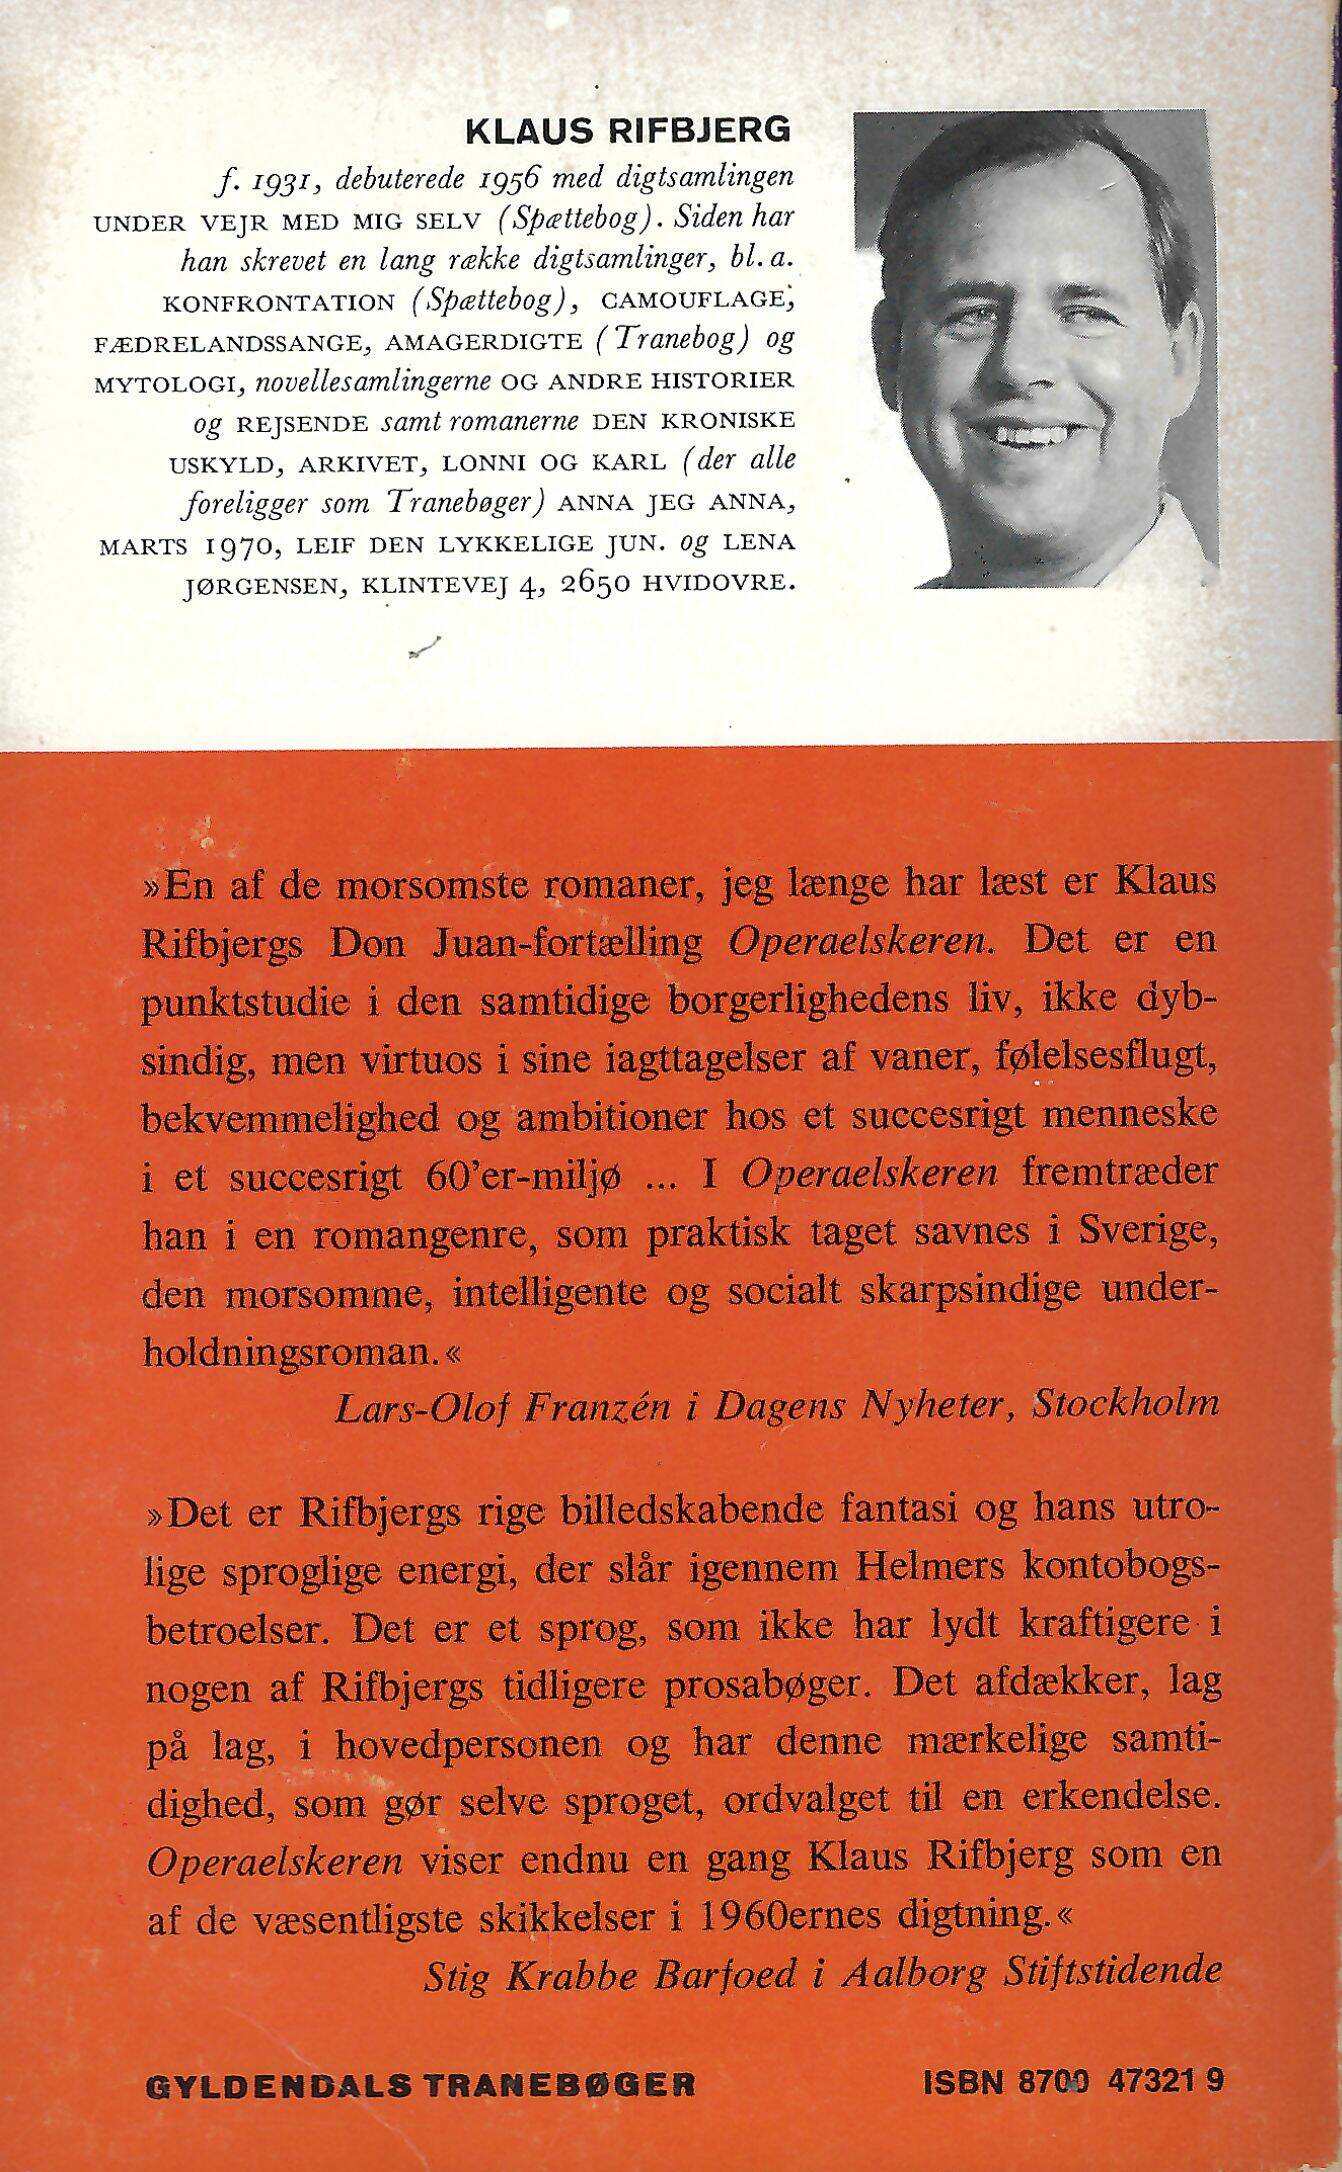 KLAUS RIFBJERG
f. 1931, debuterede 1956 med digtsamlingen
UNDER VEJR MED MIG SELV (Spættebog). Siden har
han skrevet en lang række digtsamlinger, bl. a.
KONFRONTATION (Spættebog), CAMOUFLAGE,
FÆDRELANDSSANGE, AMAGERDIGTE (Tranebog) og
MYTOLOGI, novellesamlingerne OG ANDRE HISTORIER
og REJSENDE samt romanerne DEN KRONISKE
USKYLD, ARKIVET, LONNI OG KARL (der alle
foreligger som Tranebøger) ANNA JEG ANNA,
MARTS 1970, LEIF DEN LYKKELIGE JUN. og LENA
JØRGENSEN, KLINTEVEJ 4, 2650 HVIDOVRE.
»En af de morsomste romaner, jeg længe har læst er Klaus
Rifbjergs Don Juan-fortælling Operaelskeren. Det er en
punktstudie i den samtidige borgerlighedens liv, ikke dyb-
sindig, men virtuos i sine iagttagelser af vaner, følelsesflugt,
bekvemmelighed og ambitioner hos et succesrigt menneske
i et succesrigt 60'er-miljø ... I Operaelskeren fremtræder
han i en romangenre, som praktisk taget savnes i Sverige,
den morsomme, intelligente og socialt skarpsindige under-
holdningsroman.«
Lars-Olof Franzén i Dagens Nyheter, Stockholm
»Det er Rifbjergs rige billedskabende fantasi og hans utro-
lige sproglige energi, der slår igennem Helmers kontobogs-
betroelser. Det er et sprog, som ikke har lydt kraftigere i
nogen af Rifbjergs tidligere prosabøger. Det afdækker, lag
på lag, i hovedpersonen og har denne mærkelige samti-
dighed, som gør selve sproget, ordvalget til en erkendelse.
Operaelskeren viser endnu en gang Klaus Rifbjerg som en
af de væsentligste skikkelser i 1960ernes digtning.«
Stig Krabbe Barfoed i Aalborg Stiftstidende
GYLDENDALS TRANEBØGER
ISBN 8700 47321 9